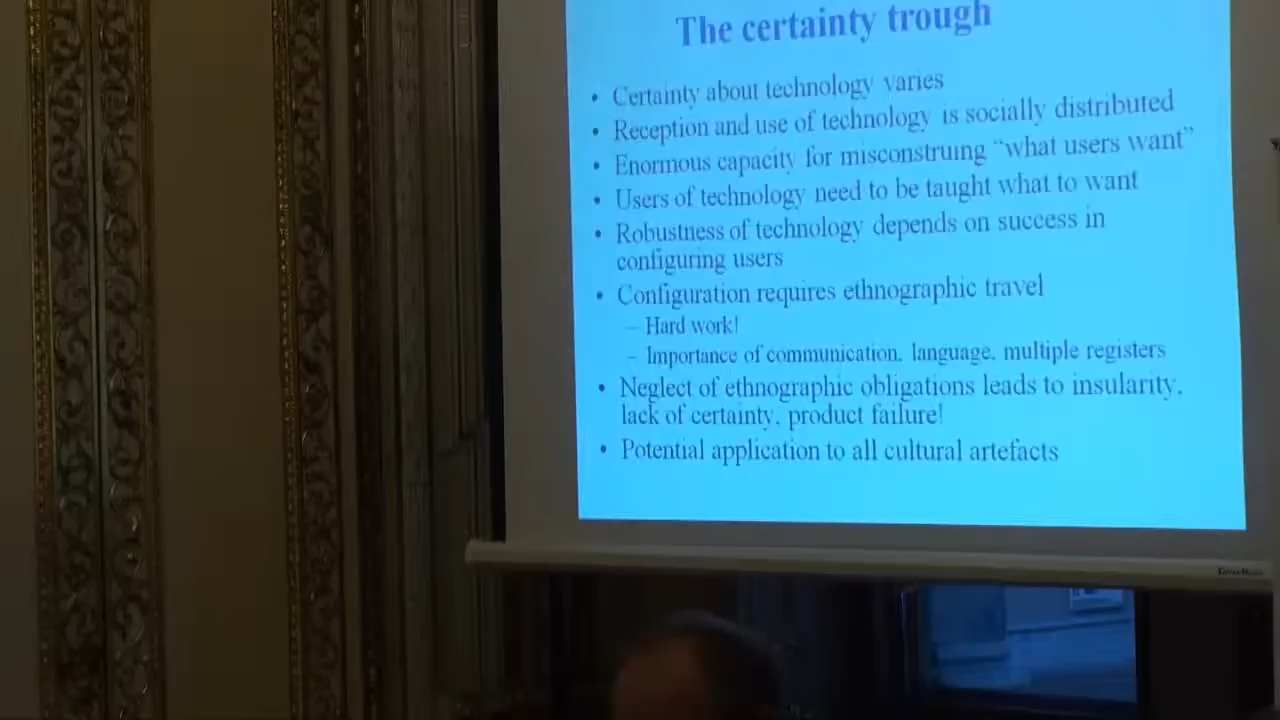 The certainty trough
• Certainty about technology varies
• Reception and use of technology is socially distributed
• Enormous capacity for misconstruing “what users want”
• Users of technology need to be taught what to want
• Robustness of technology depends on success in
configuring users
• Configuration requires ethnographic travel
– Hard work!
– Importance of communication, language, multiple registers
• Neglect of ethnographic obligations leads to insularity,
lack of certainty, product failure!
• Potential application to all cultural artefacts